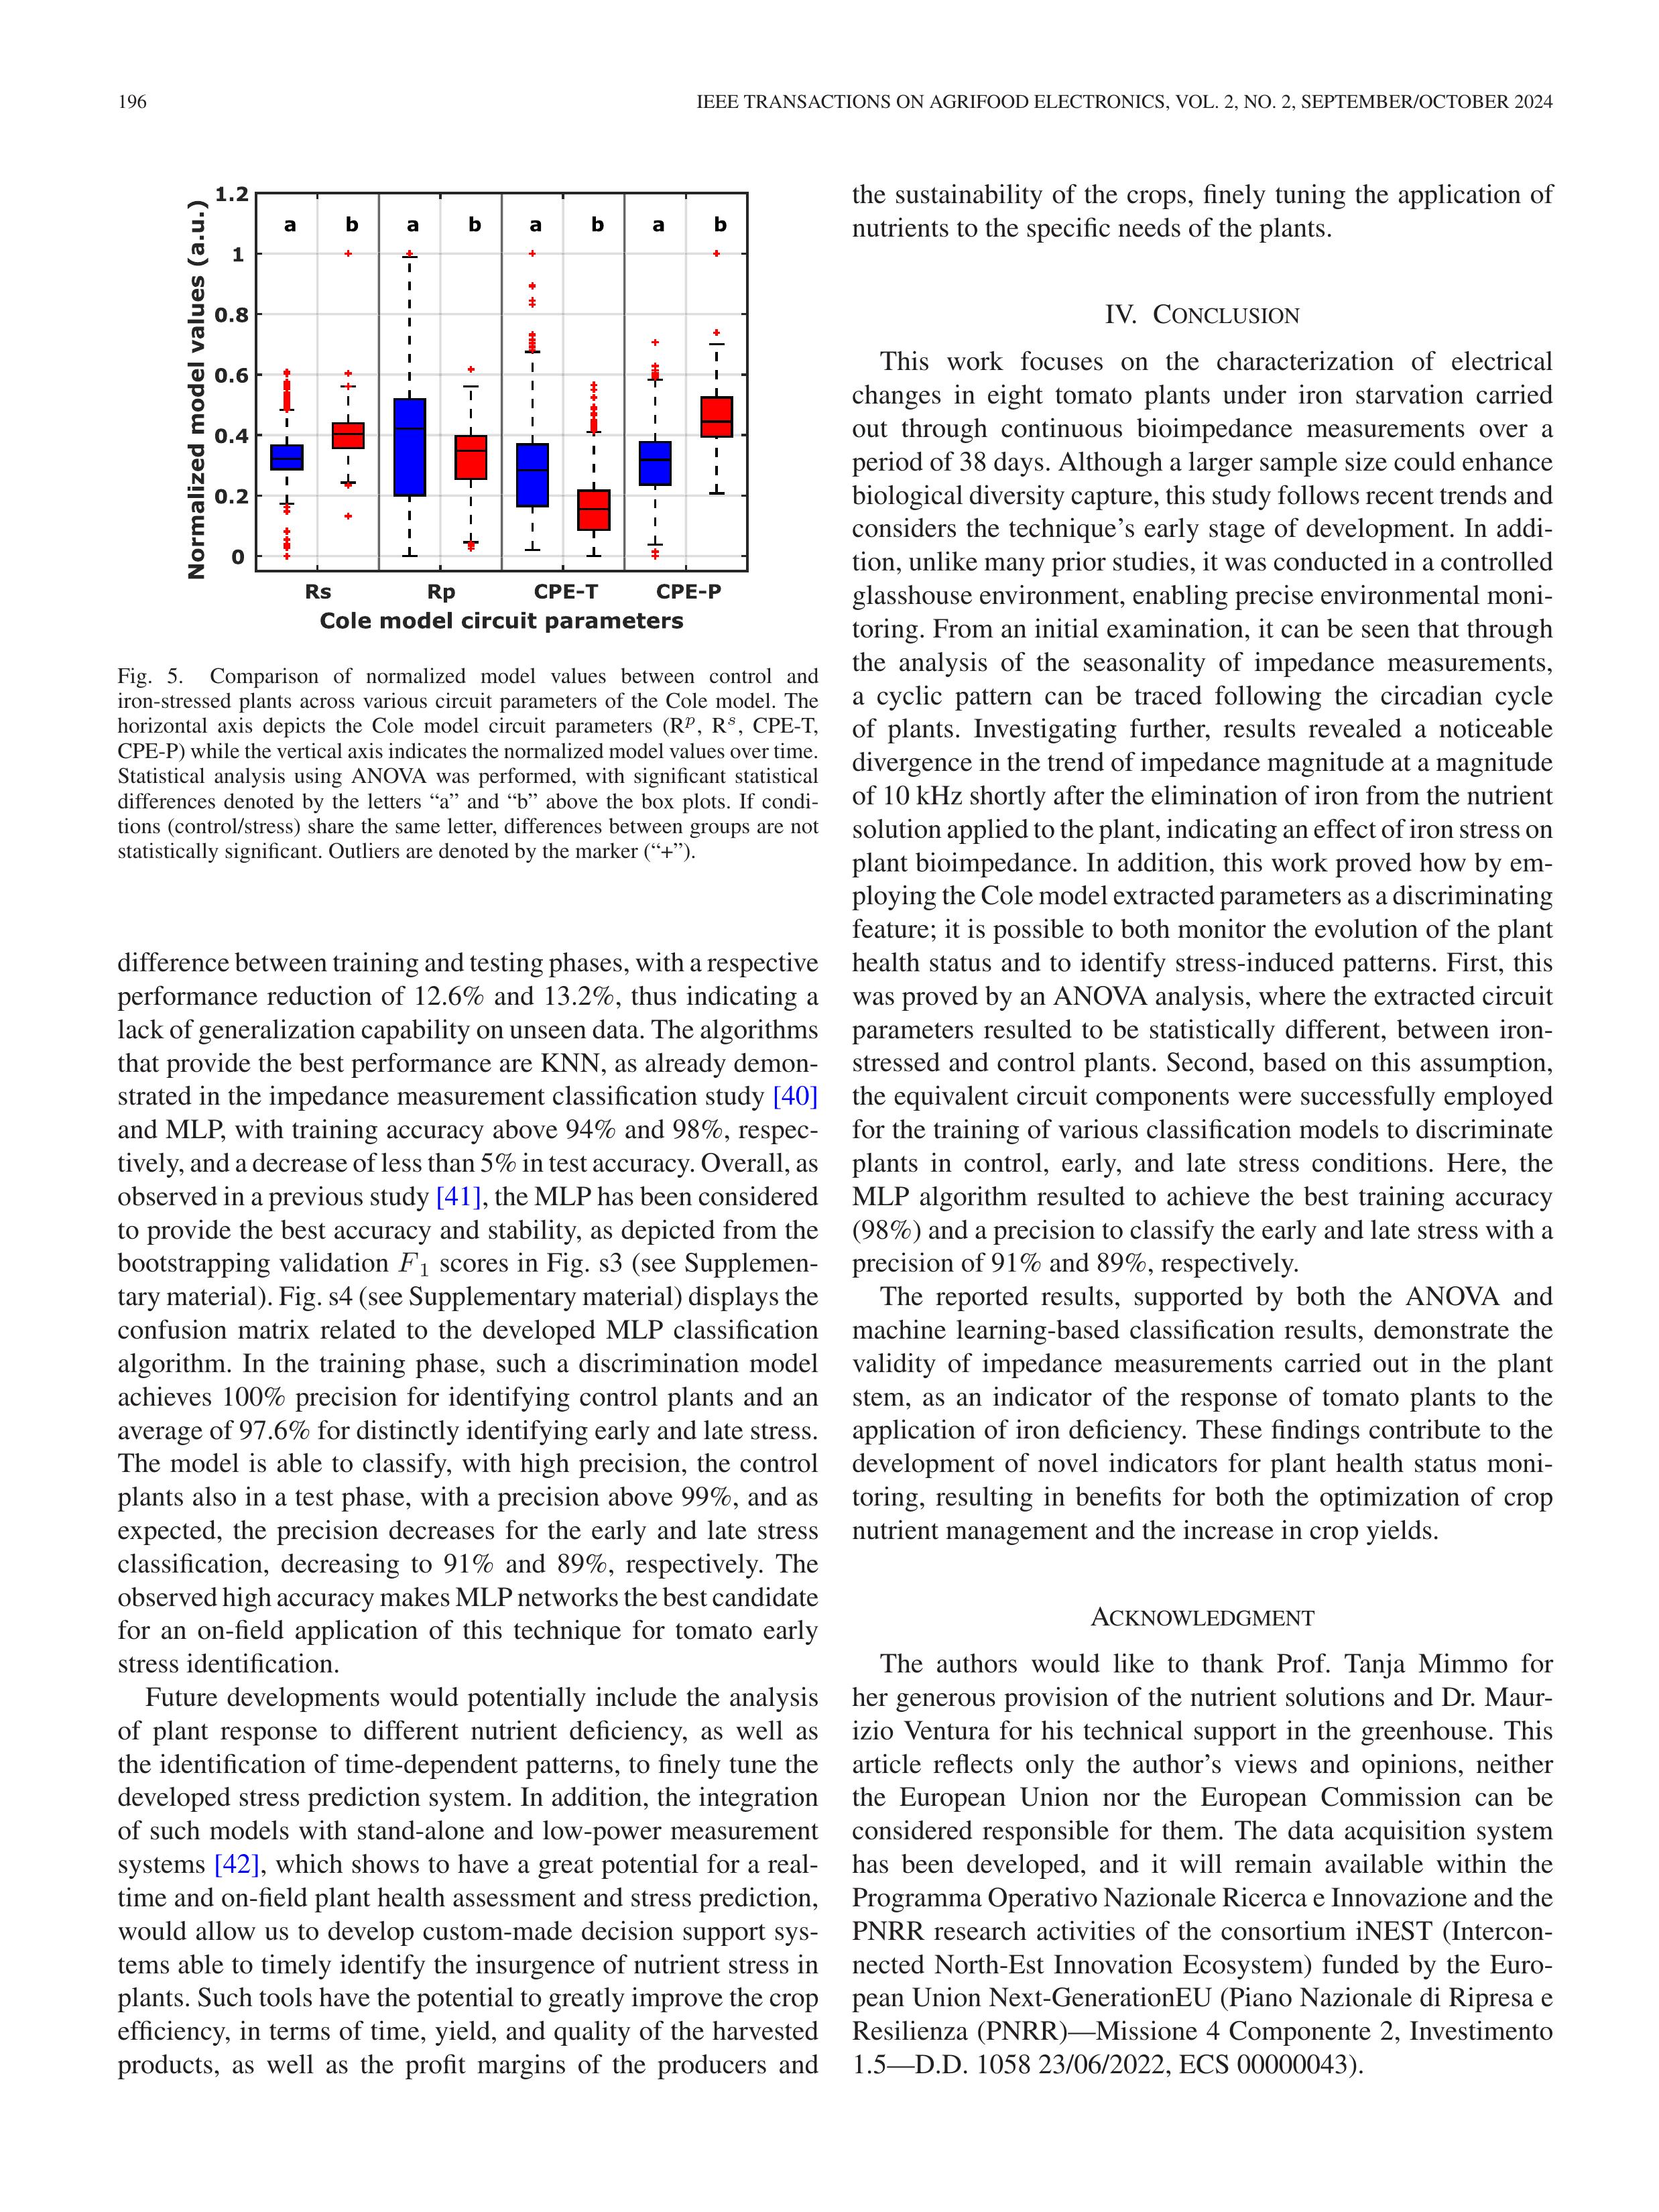 196
IEEE TRANSACTIONS ON AGRIFOOD ELECTRONICS, VOL. 2, NO. 2, SEPTEMBER/OCTOBER 2024
Normalized model values (a.u.)
1.2
1
0.8
0.6
0.4
0.2
0
a b a b a b a b
Rs Rp CPE-T CPE-P
Cole model circuit parameters
Fig. 5. Comparison of normalized model values between control and
iron-stressed plants across various circuit parameters of the Cole model. The
horizontal axis depicts the Cole model circuit parameters (Rᵖ, Rˢ, CPE-T,
CPE-P) while the vertical axis indicates the normalized model values over time.
Statistical analysis using ANOVA was performed, with significant statistical
differences denoted by the letters “a” and “b” above the box plots. If condi-
tions (control/stress) share the same letter, differences between groups are not
statistically significant. Outliers are denoted by the marker (“+”).
difference between training and testing phases, with a respective
performance reduction of 12.6% and 13.2%, thus indicating a
lack of generalization capability on unseen data. The algorithms
that provide the best performance are KNN, as already demon-
strated in the impedance measurement classification study [40]
and MLP, with training accuracy above 94% and 98%, respec-
tively, and a decrease of less than 5% in test accuracy. Overall, as
observed in a previous study [41], the MLP has been considered
to provide the best accuracy and stability, as depicted from the
bootstrapping validation F₁ scores in Fig. s3 (see Supplemen-
tary material). Fig. s4 (see Supplementary material) displays the
confusion matrix related to the developed MLP classification
algorithm. In the training phase, such a discrimination model
achieves 100% precision for identifying control plants and an
average of 97.6% for distinctly identifying early and late stress.
The model is able to classify, with high precision, the control
plants also in a test phase, with a precision above 99%, and as
expected, the precision decreases for the early and late stress
classification, decreasing to 91% and 89%, respectively. The
observed high accuracy makes MLP networks the best candidate
for an on-field application of this technique for tomato early
stress identification.
Future developments would potentially include the analysis
of plant response to different nutrient deficiency, as well as
the identification of time-dependent patterns, to finely tune the
developed stress prediction system. In addition, the integration
of such models with stand-alone and low-power measurement
systems [42], which shows to have a great potential for a real-
time and on-field plant health assessment and stress prediction,
would allow us to develop custom-made decision support sys-
tems able to timely identify the insurgence of nutrient stress in
plants. Such tools have the potential to greatly improve the crop
efficiency, in terms of time, yield, and quality of the harvested
products, as well as the profit margins of the producers and
the sustainability of the crops, finely tuning the application of
nutrients to the specific needs of the plants.
IV. CONCLUSION
This work focuses on the characterization of electrical
changes in eight tomato plants under iron starvation carried
out through continuous bioimpedance measurements over a
period of 38 days. Although a larger sample size could enhance
biological diversity capture, this study follows recent trends and
considers the technique’s early stage of development. In addi-
tion, unlike many prior studies, it was conducted in a controlled
glasshouse environment, enabling precise environmental moni-
toring. From an initial examination, it can be seen that through
the analysis of the seasonality of impedance measurements,
a cyclic pattern can be traced following the circadian cycle
of plants. Investigating further, results revealed a noticeable
divergence in the trend of impedance magnitude at a magnitude
of 10 kHz shortly after the elimination of iron from the nutrient
solution applied to the plant, indicating an effect of iron stress on
plant bioimpedance. In addition, this work proved how by em-
ploying the Cole model extracted parameters as a discriminating
feature; it is possible to both monitor the evolution of the plant
health status and to identify stress-induced patterns. First, this
was proved by an ANOVA analysis, where the extracted circuit
parameters resulted to be statistically different, between iron-
stressed and control plants. Second, based on this assumption,
the equivalent circuit components were successfully employed
for the training of various classification models to discriminate
plants in control, early, and late stress conditions. Here, the
MLP algorithm resulted to achieve the best training accuracy
(98%) and a precision to classify the early and late stress with a
precision of 91% and 89%, respectively.
The reported results, supported by both the ANOVA and
machine learning-based classification results, demonstrate the
validity of impedance measurements carried out in the plant
stem, as an indicator of the response of tomato plants to the
application of iron deficiency. These findings contribute to the
development of novel indicators for plant health status moni-
toring, resulting in benefits for both the optimization of crop
nutrient management and the increase in crop yields.
ACKNOWLEDGMENT
The authors would like to thank Prof. Tanja Mimmo for
her generous provision of the nutrient solutions and Dr. Maur-
izio Ventura for his technical support in the greenhouse. This
article reflects only the author’s views and opinions, neither
the European Union nor the European Commission can be
considered responsible for them. The data acquisition system
has been developed, and it will remain available within the
Programma Operativo Nazionale Ricerca e Innovazione and the
PNRR research activities of the consortium iNEST (Intercon-
nected North-Est Innovation Ecosystem) funded by the Euro-
pean Union Next-GenerationEU (Piano Nazionale di Ripresa e
Resilienza (PNRR)—Missione 4 Componente 2, Investimento
1.5—D.D. 1058 23/06/2022, ECS 00000043).